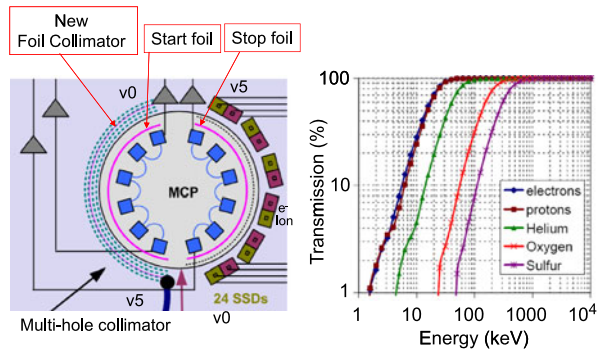 New
Foil Collimator
Start foil
Stop foil
v0
v5
MCP
e-
Ion
v5
24 SSDs
v0
Multi-hole collimator
Transmission (%)
100
10
1
electrons
protons
Helium
Oxygen
Sulfur
1 10 100 1000 10⁴
Energy (keV)